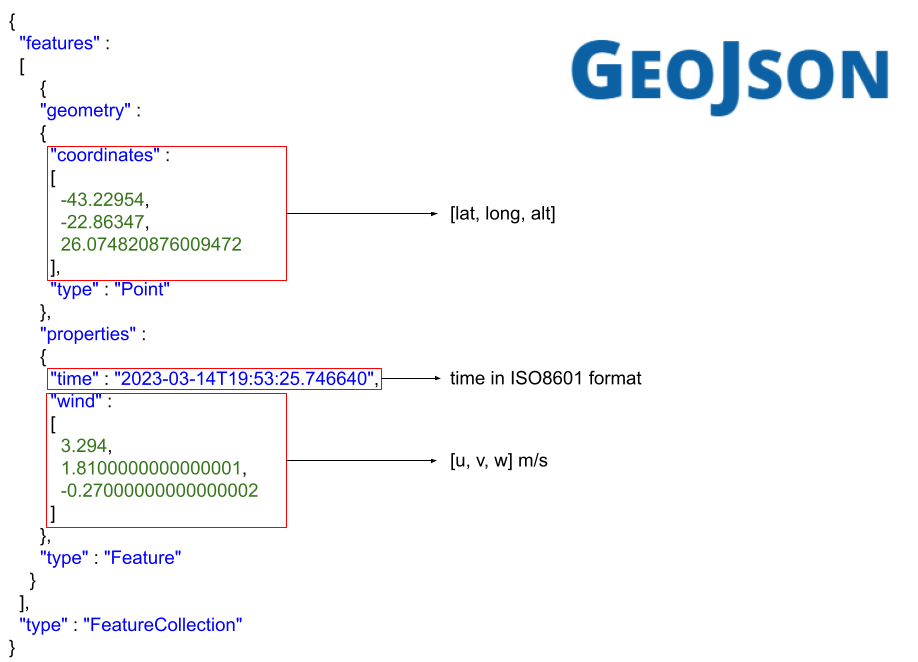 {
"features" :
GEOJSON
[
{
"geometry" :
{
"coordinates" :
[
-43.22954,
[lat, long, alt]
-22.86347,
26.074820876009472
],
"type" : "Point"
},
"properties" :
{
"time" : "2023-03-14T19:53:25.746640",
time in ISO8601 format
"wind" :
[
3.294,
1.8100000000000001,
[u, v, w] m/s
-0.27000000000000002
]
},
"type" : "Feature"
}
],
"type" : "FeatureCollection"
}